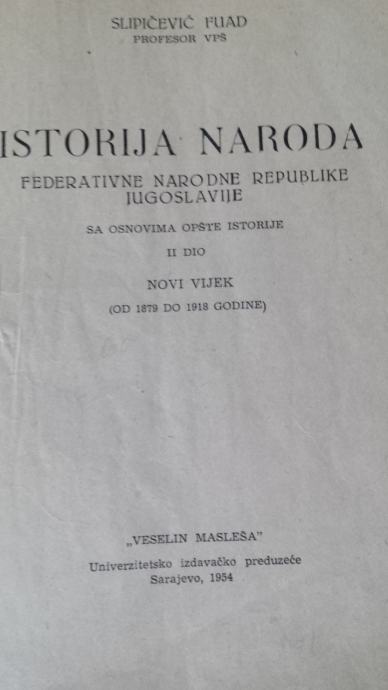 SLIPIČEVIĆ FUAD
PROFESOR VPŠ
ISTORIJA NARODA
FEDERATIVNE NARODNE REPUBLIKE
JUGOSLAVIJE
SA OSNOVIMA OPŠTE ISTORIJE
II DIO
NOVI VIJEK
(OD 1879 DO 1918 GODINE)
„VESELIN MASLEŠA"
Univerzitetsko izdavačko preduzeće
Sarajevo, 1954